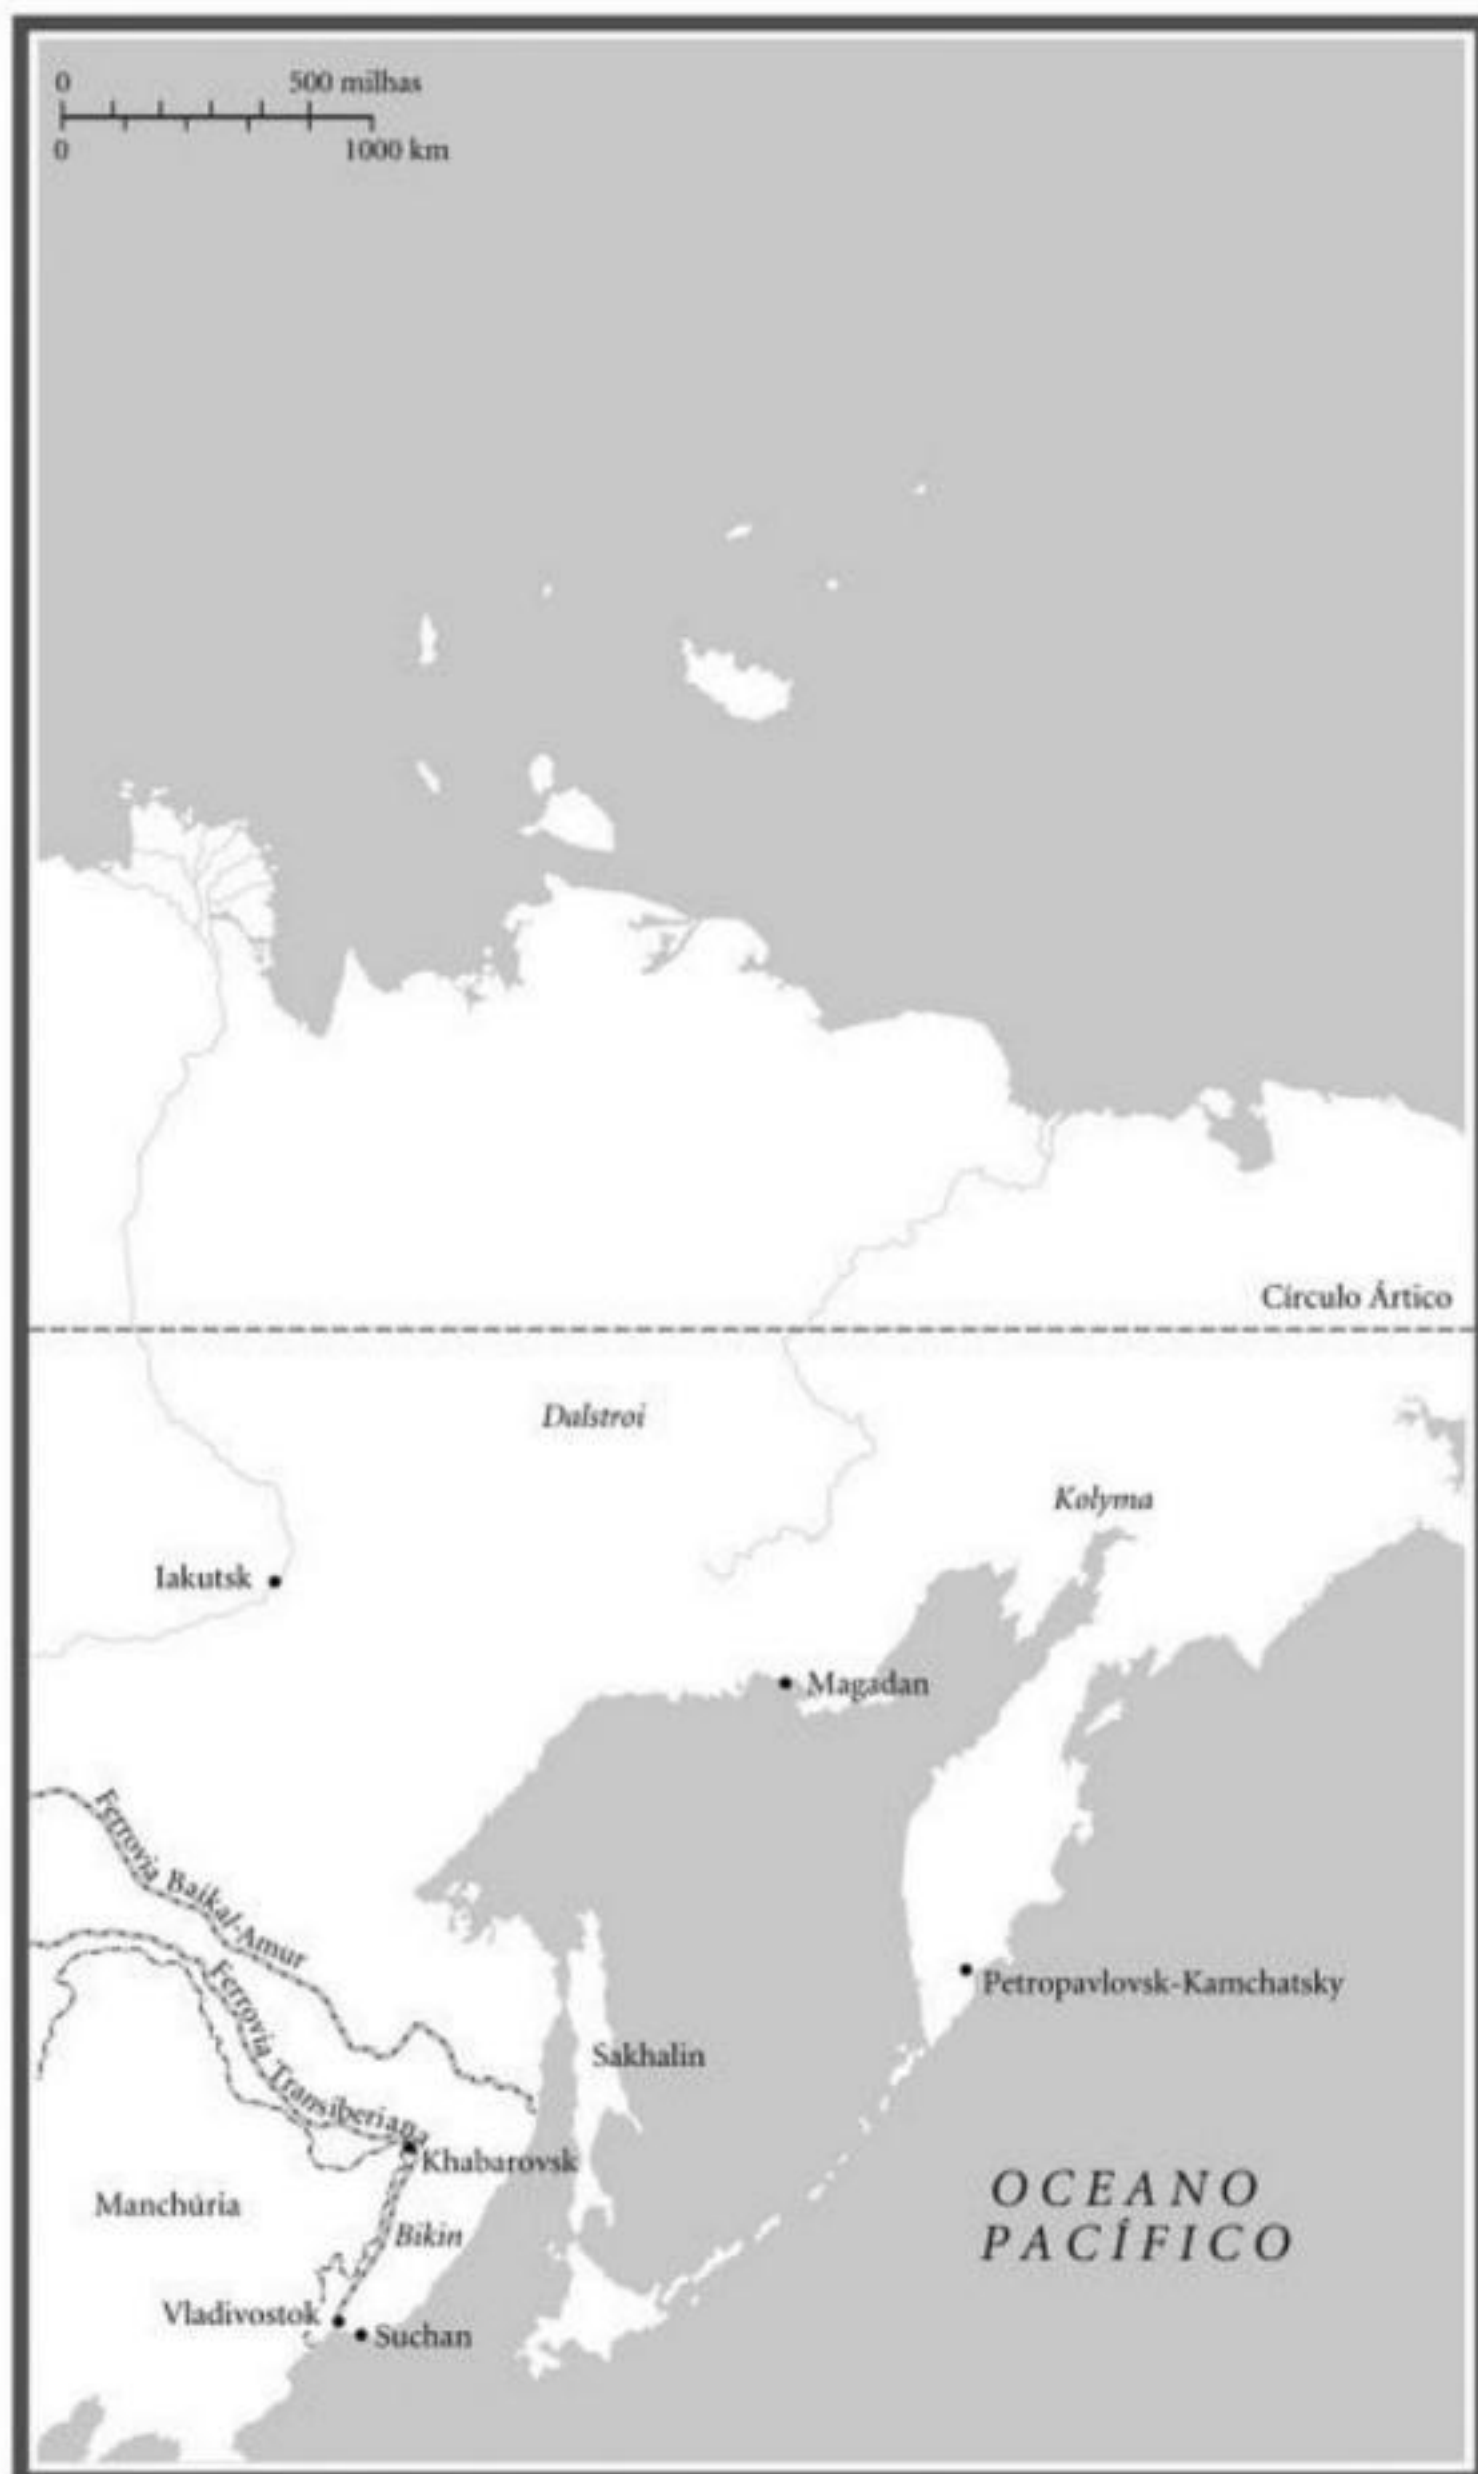 0 500 milhas
0 1000 km
Círculo Ártico
Dalstroi
Kolyma
Iakutsk
Magadan
Ferrovia Baikal-Amur
Ferrovia Transiberiana
Petropavlovsk-Kamchatsky
Sakhalin
Khabarovsk
Manchúria
Bikin
OCEANO
PACÍFICO
Vladivostok
Suchan